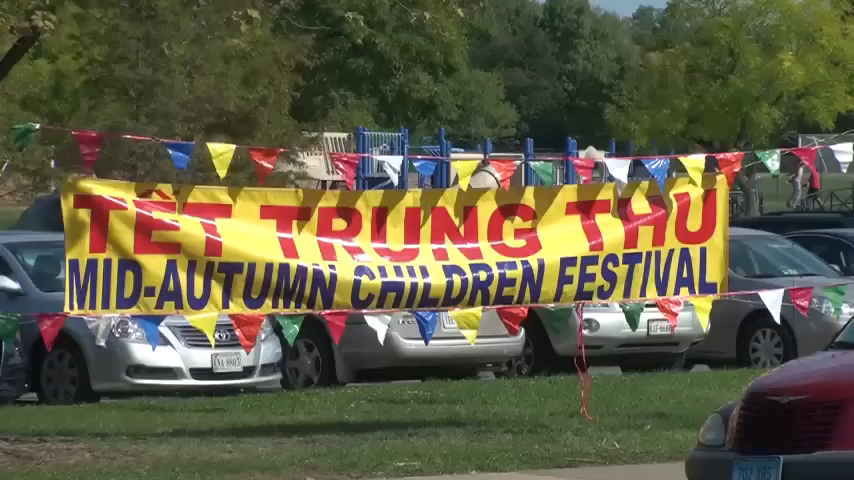 TẾT TRUNG THU
MID-AUTUMN CHILDREN FESTIVAL